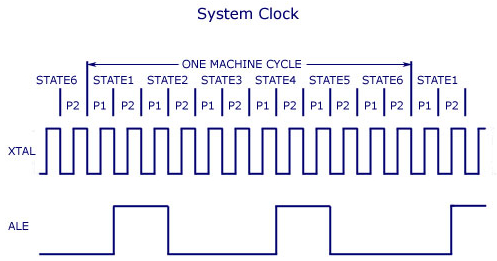 System Clock
ONE MACHINE CYCLE
STATE6 STATE1 STATE2 STATE3 STATE4 STATE5 STATE6 STATE1
P2 P1 P2 P1 P2 P1 P2 P1 P2 P1 P2 P1 P2 P1 P2
XTAL
ALE